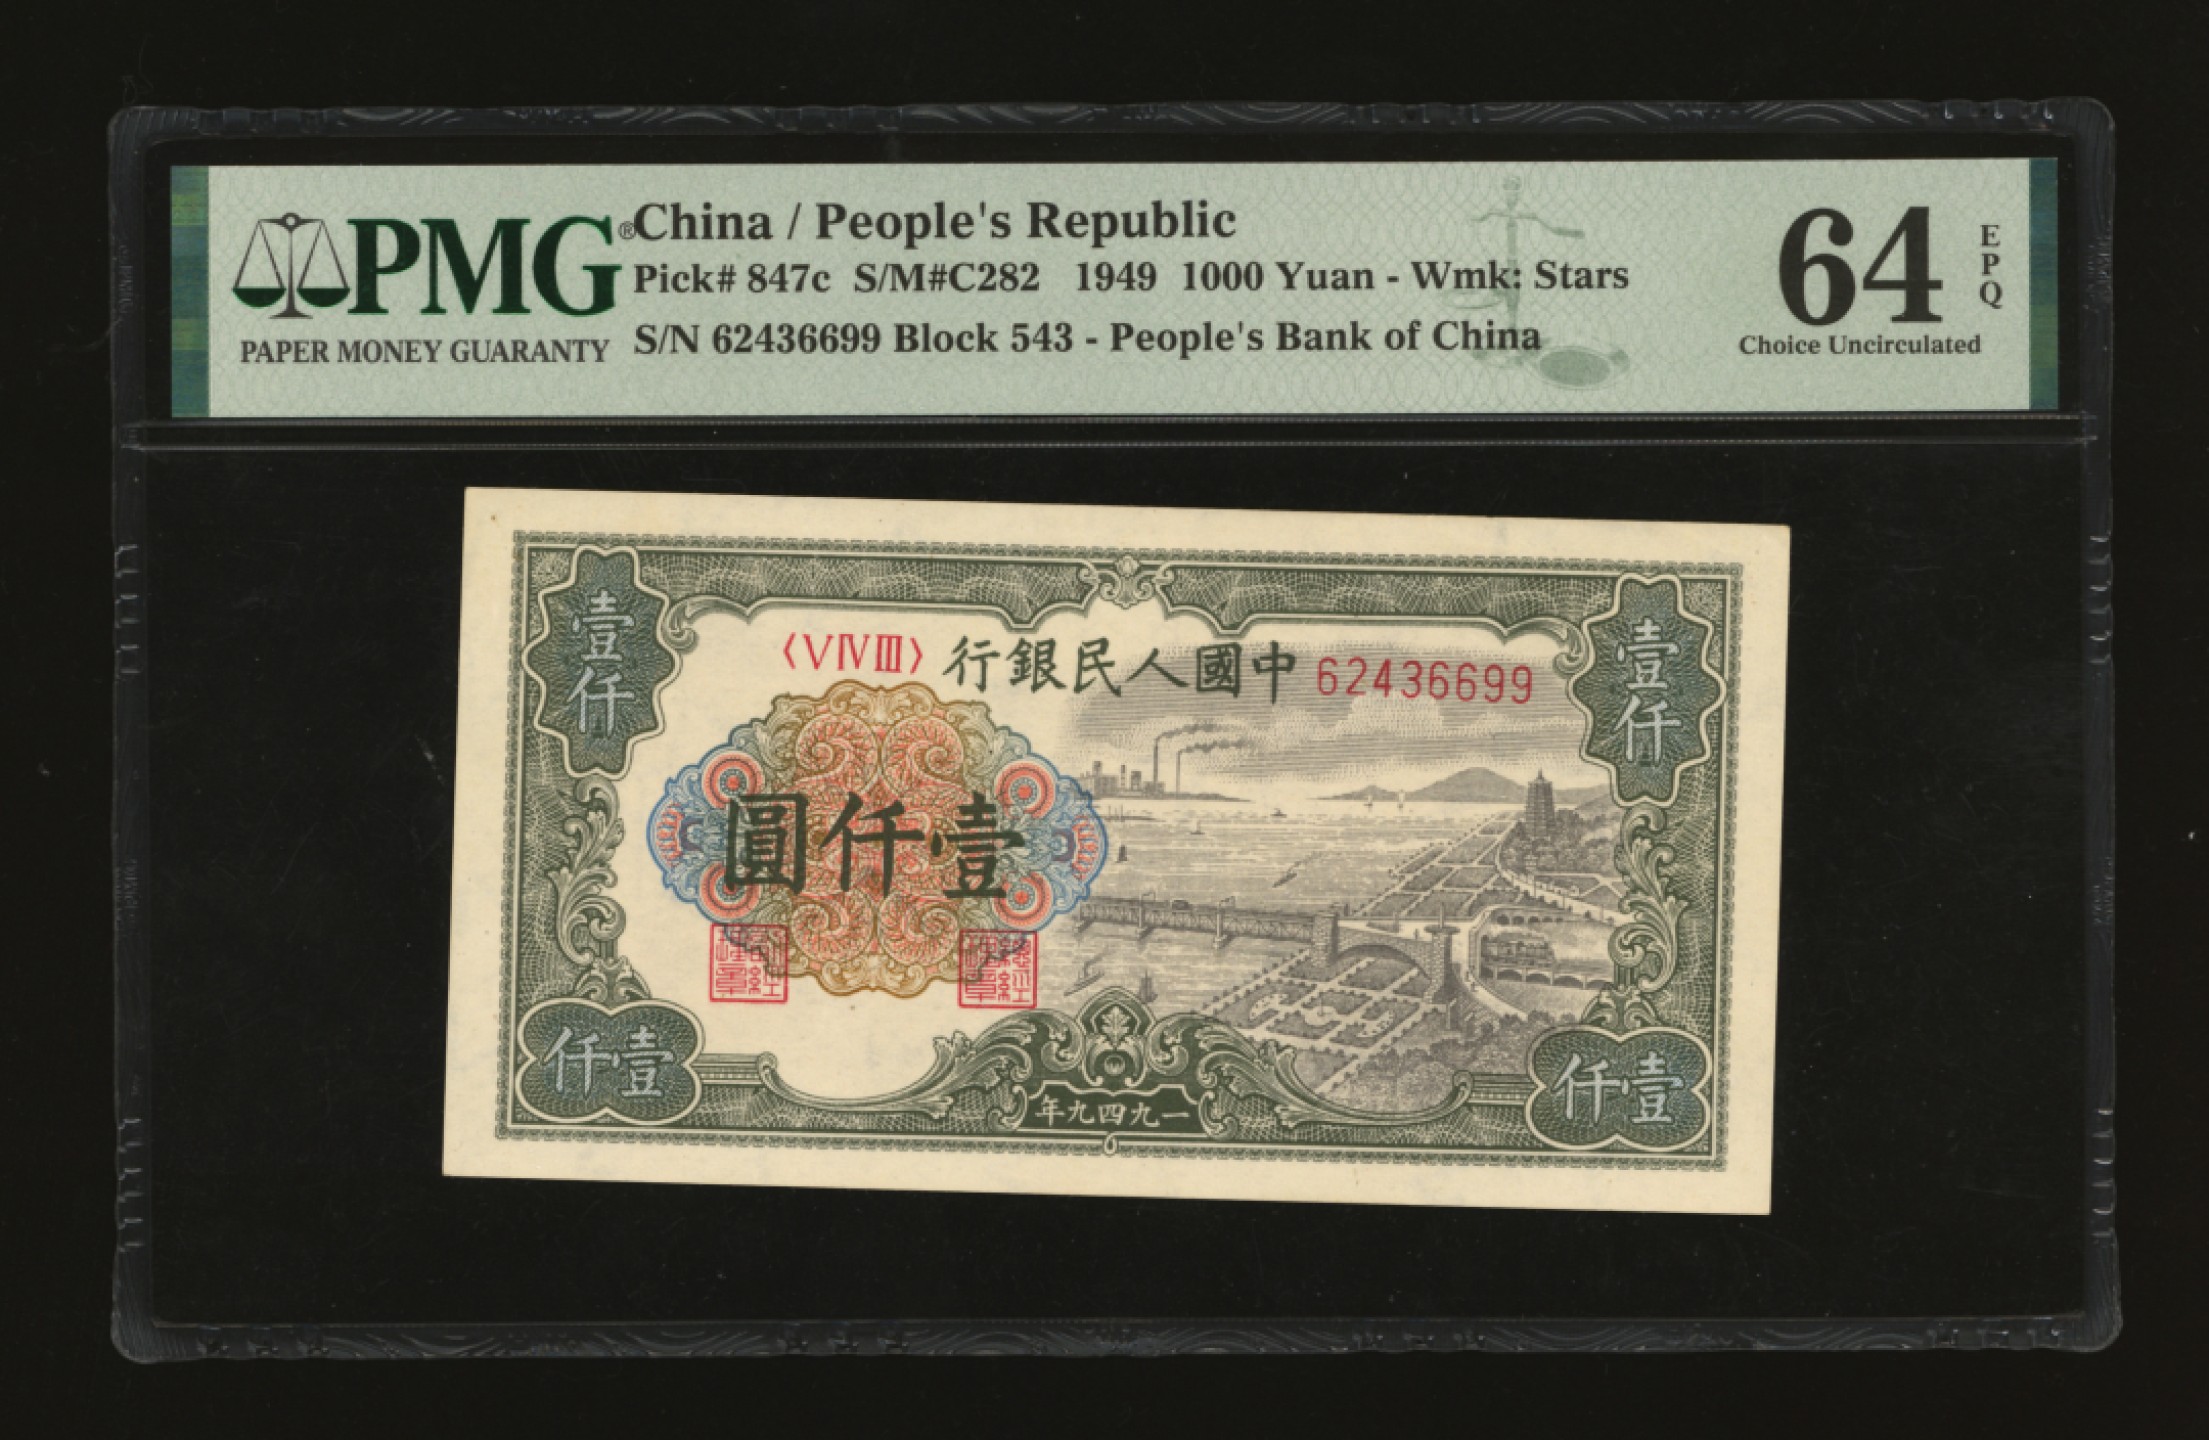 PMG®
PAPER MONEY GUARANTY
China / People's Republic
Pick# 847c S/M#C282 1949 1000 Yuan - Wmk: Stars
S/N 62436699 Block 543 - People's Bank of China
64
EPQ
Choice Uncirculated
壹仟
壹仟
〈ⅤⅣⅢ〉
行銀民人國中
62436699
圓仟壹
仟壹
仟壹
年九四九一